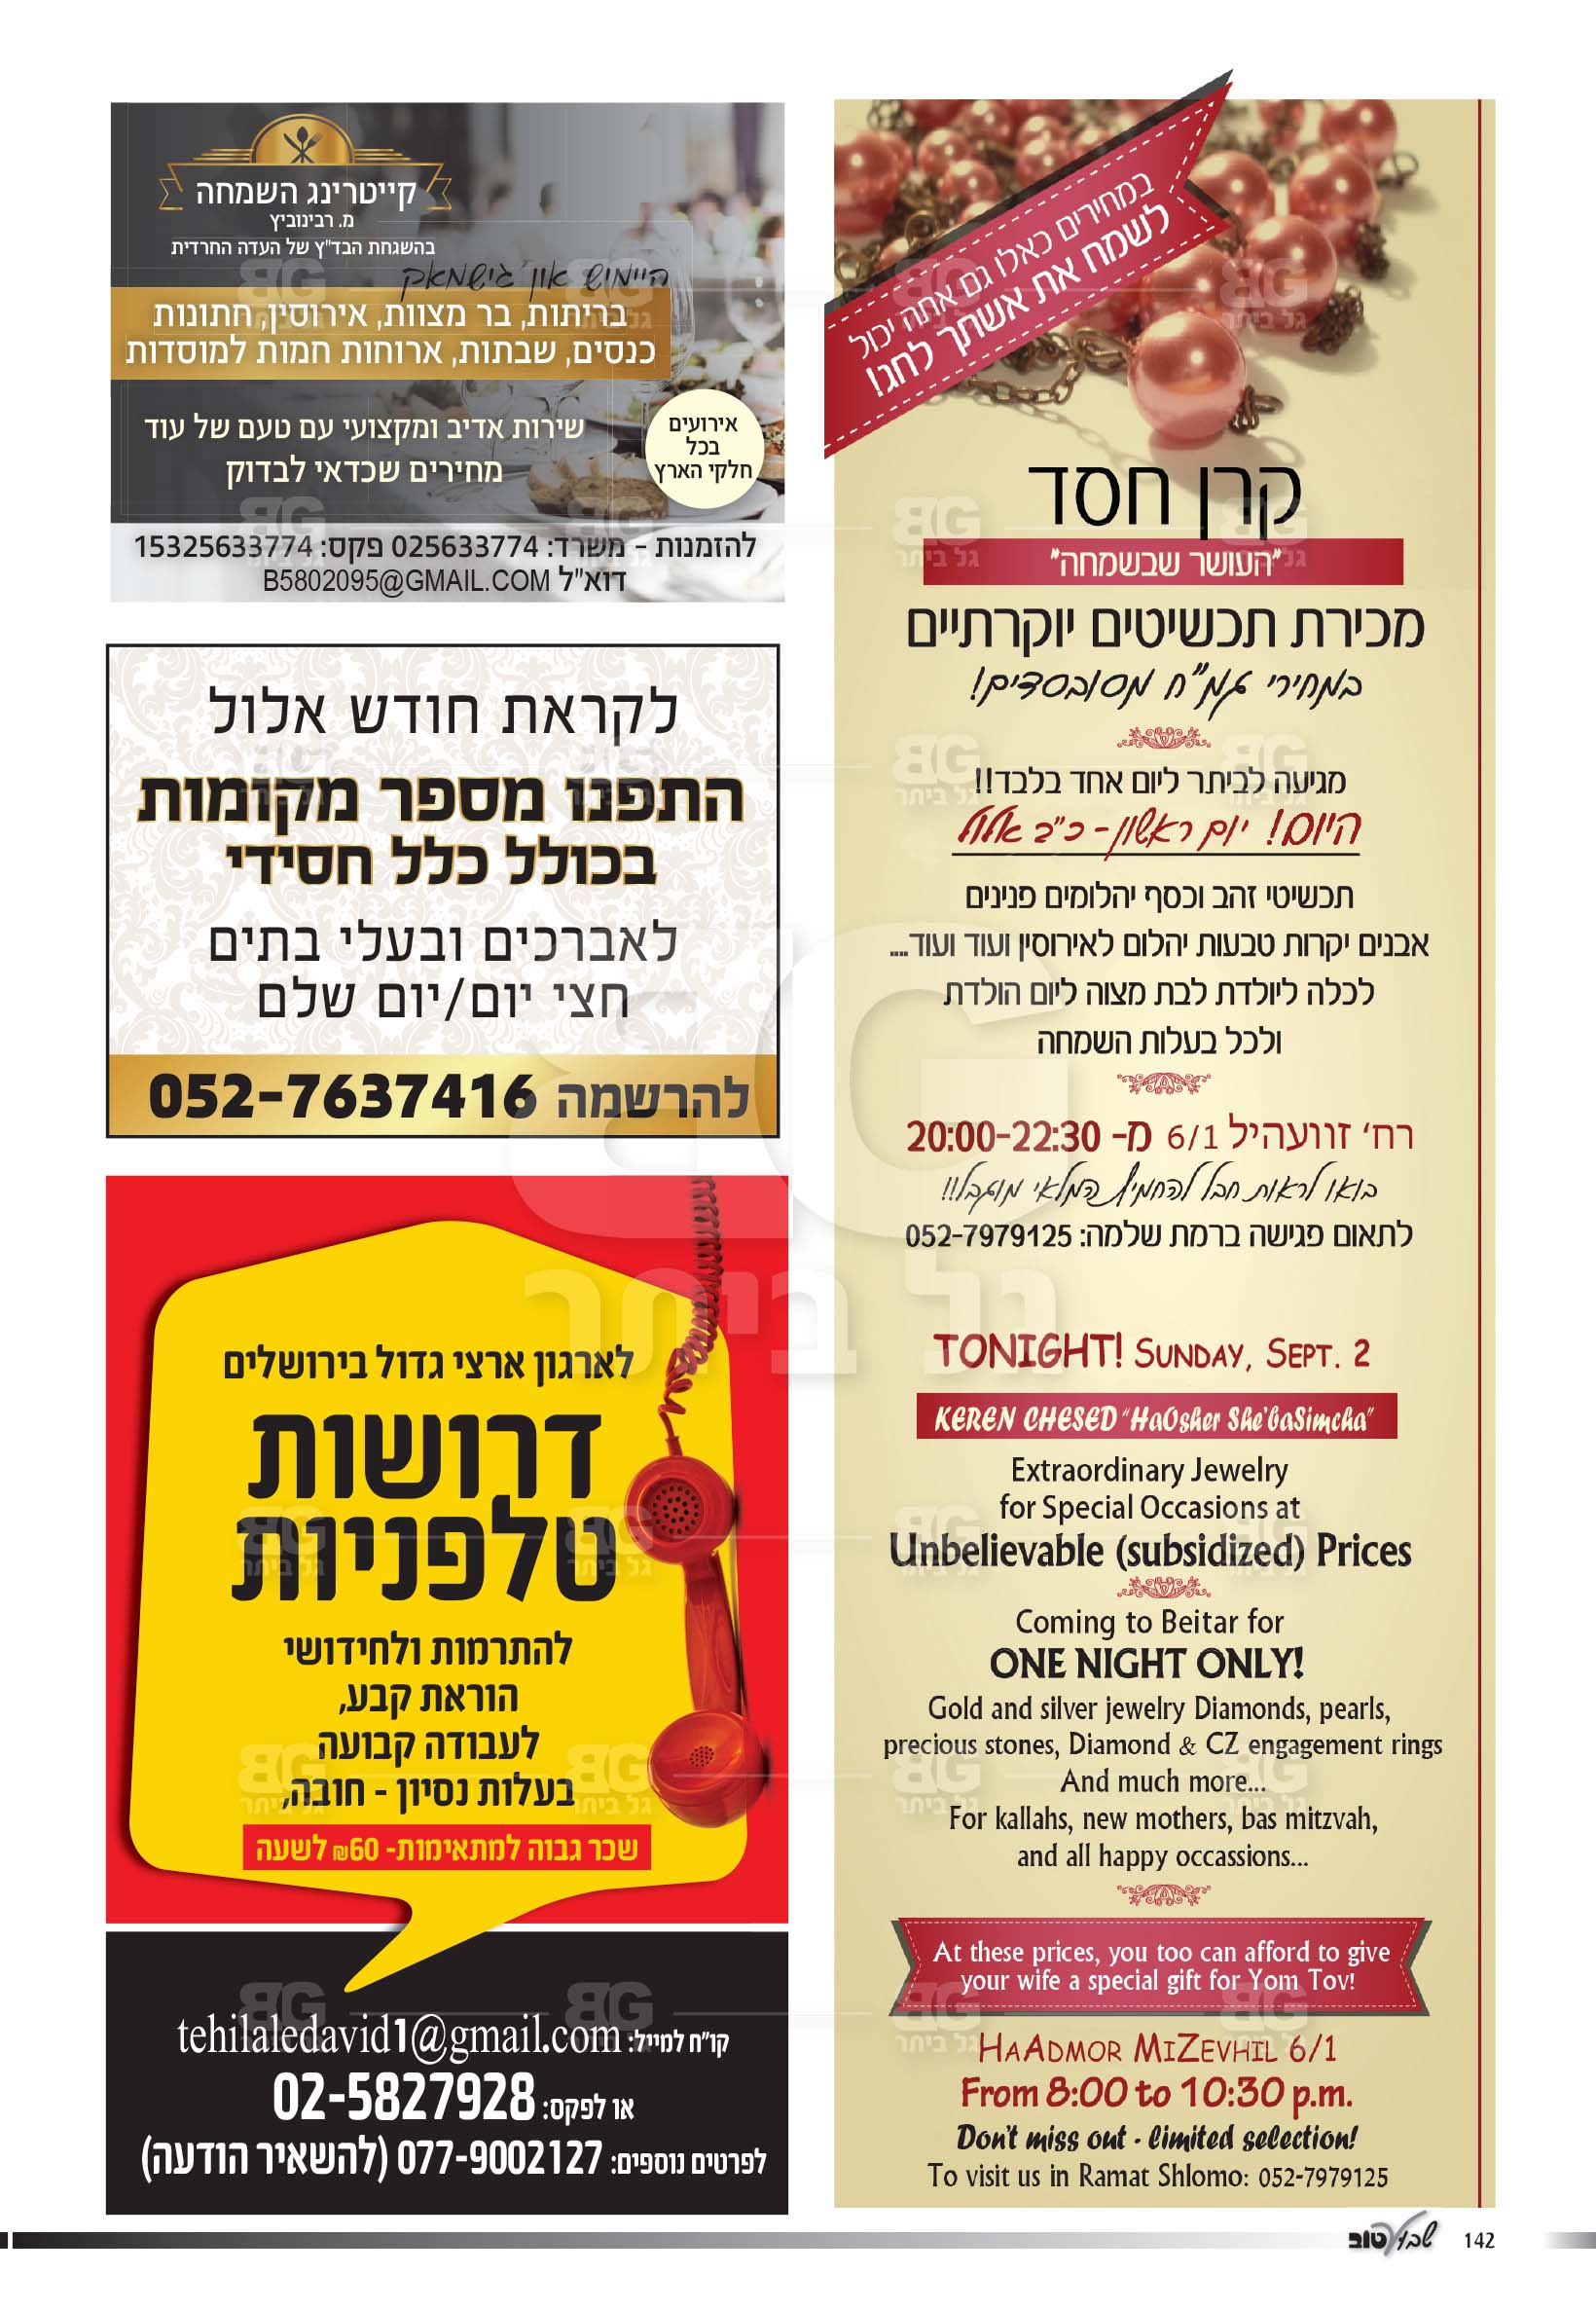 במחירים כאלו גם אתה יכול
לשמח את אשתך לחג!
קרן חסד
"העושר שבשמחה"
מכירת תכשיטים יוקרתיים
במחירי גמ"ח מסובסדים!
מגיעה לביתר ליום אחד בלבד!!
היום! יום ראשון - כ"ב אלול
תכשיטי זהב וכסף יהלומים פנינים
אבנים יקרות טבעות יהלום לאירוסין ועוד ועוד....
לכלה ליולדת לבת מצוה ליום הולדת
ולכל בעלות השמחה
רח' זוועהיל 6/1 מ- 20:00-22:30
בואו לראות חבל להחמיץ המלאי מוגבל!!
לתאום פגישה ברמת שלמה: 052-7979125
TONIGHT! SUNDAY, SEPT. 2
KEREN CHESED "HaOsher She'baSimcha"
Extraordinary Jewelry
for Special Occasions at
Unbelievable (subsidized) Prices
Coming to Beitar for
ONE NIGHT ONLY!
Gold and silver jewelry Diamonds, pearls,
precious stones, Diamond & CZ engagement rings
And much more...
For kallahs, new mothers, bas mitzvah,
and all happy occassions...
At these prices, you too can afford to give
your wife a special gift for Yom Tov!
HAADMOR MIZEVHIL 6/1
From 8:00 to 10:30 p.m.
Don't miss out - limited selection!
To visit us in Ramat Shlomo: 052-7979125
קייטרינג השמחה
מ. רבינוביץ
בהשגחת הבד"ץ של העדה החרדית
היימיש און גישמאק
בריתות, בר מצוות, אירוסין, חתונות
כנסים, שבתות, ארוחות חמות למוסדות
שירות אדיב ומקצועי עם טעם של עוד
מחירים שכדאי לבדוק
אירועים
בכל
חלקי הארץ
להזמנות - משרד: 025633774 פקס: 15325633774
דוא"ל B5802095@GMAIL.COM
לקראת חודש אלול
התפנו מספר מקומות
בכולל כלל חסידי
לאברכים ובעלי בתים
חצי יום/יום שלם
להרשמה 052-7637416
לארגון ארצי גדול בירושלים
דרושות
טלפניות
להתרמות ולחידושי
הוראת קבע,
לעבודה קבועה
בעלות נסיון - חובה,
שכר גבוה למתאימות- 60₪ לשעה
קו"ח למייל: tehilaledavid1@gmail.com
או לפקס: 02-5827928
לפרטים נוספים: 077-9002127 (להשאיר הודעה)
BG
גל ביתר
142 שבוע טוב